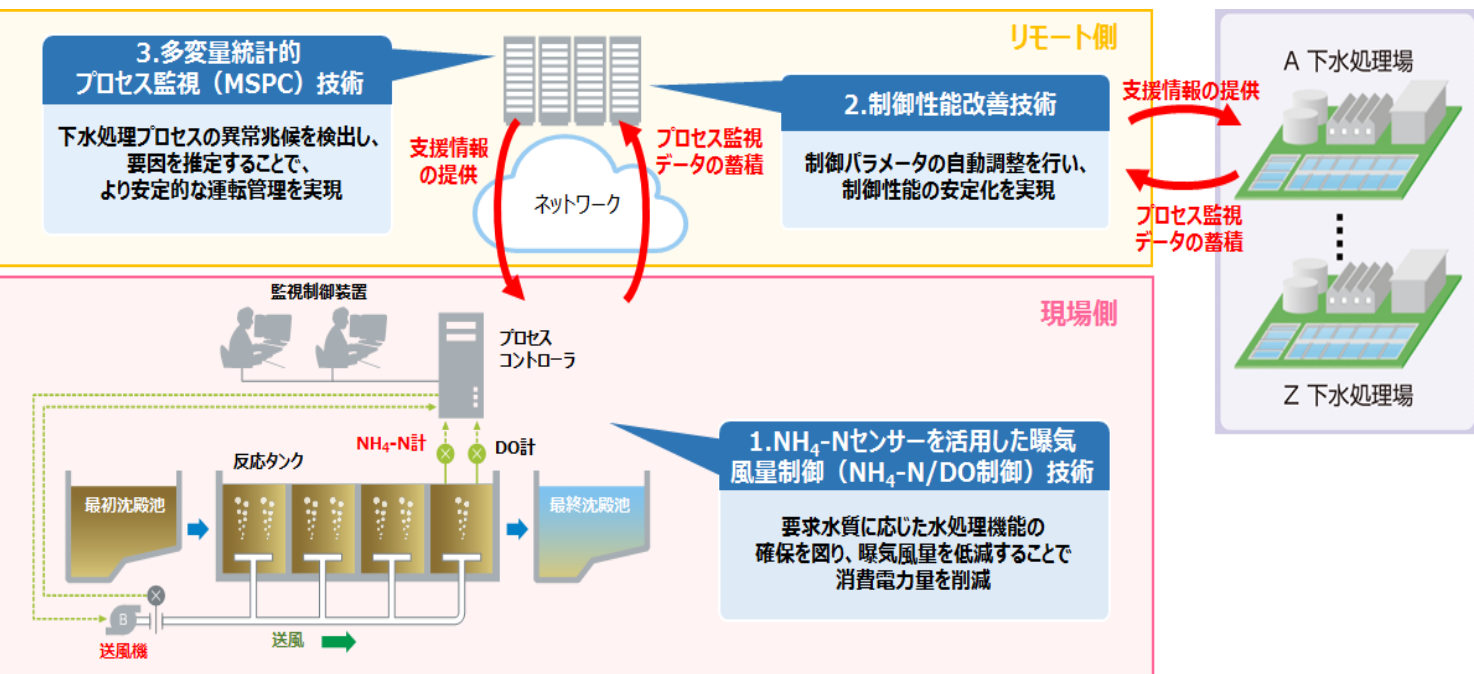 リモート側
3.多変量統計的
プロセス監視（MSPC）技術
下水処理プロセスの異常兆候を検出し、
要因を推定することで、
より安定的な運転管理を実現
支援情報
の提供
プロセス監視
データの蓄積
ネットワーク
2.制御性能改善技術
制御パラメータの自動調整を行い、
制御性能の安定化を実現
支援情報の提供
プロセス監視
データの蓄積
A 下水処理場
Z 下水処理場
現場側
監視制御装置
プロセス
コントローラ
NH₄-N計
DO計
反応タンク
最初沈殿池
最終沈殿池
B
送風機
送風
1.NH₄-Nセンサーを活用した曝気
風量制御（NH₄-N/DO制御）技術
要求水質に応じた水処理機能の
確保を図り、曝気風量を低減することで
消費電力量を削減